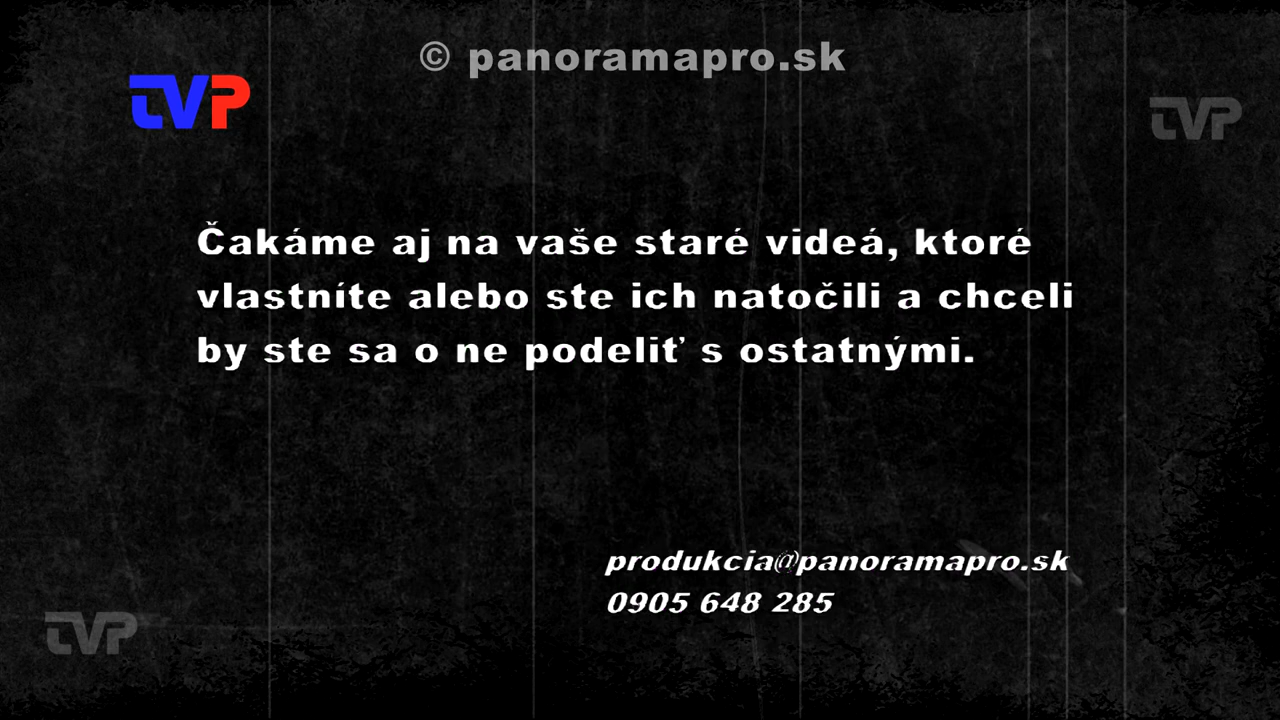 © panoramapro.sk
TVP
TVP
Čakáme aj na vaše staré videá, ktoré
vlastníte alebo ste ich natočili a chceli
by ste sa o ne podeliť s ostatnými.
produkcia@panoramapro.sk
0905 648 285
TVP